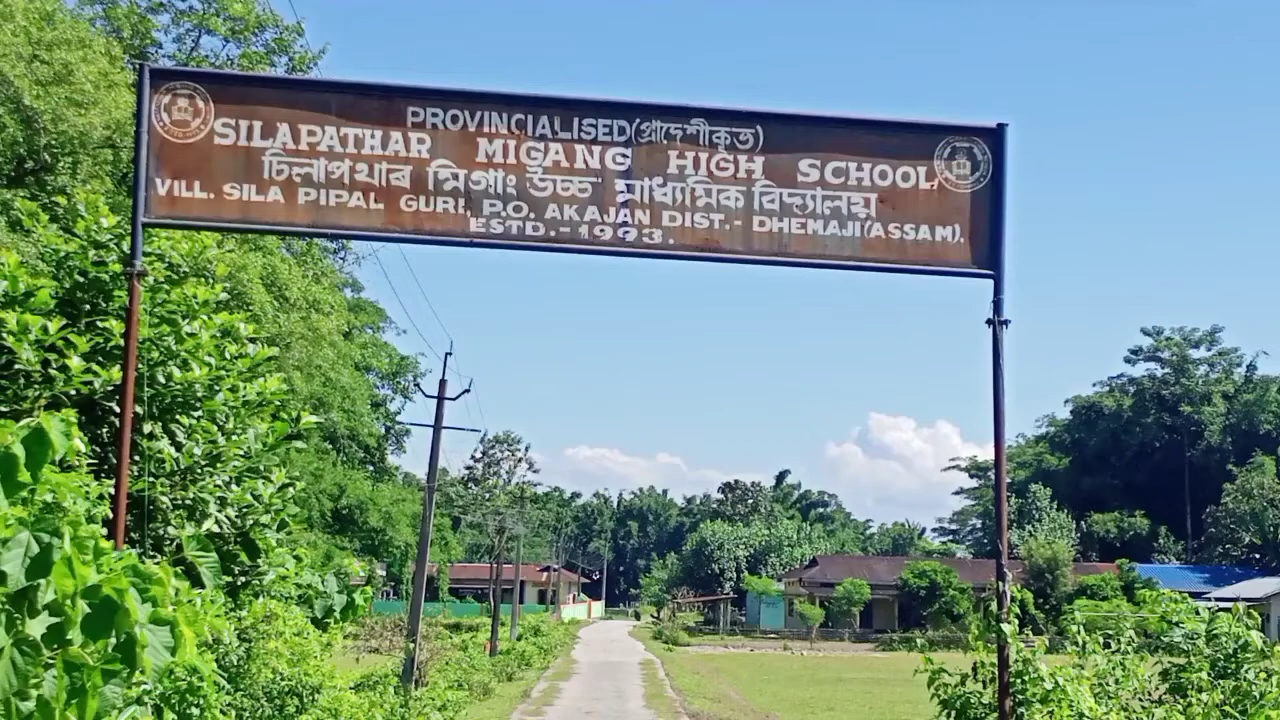 PROVINCIALISED(প্ৰাদেশীকৃত)
SILAPATHAR MIGANG HIGH SCHOOL
চিলাপথাৰ মিগাং উচ্চ মাধ্যমিক বিদ্যালয়
VILL. SILA PIPAL GURI, P.O. AKAJAN DIST.- DHEMAJI(ASSAM).
ESTD.-1993.